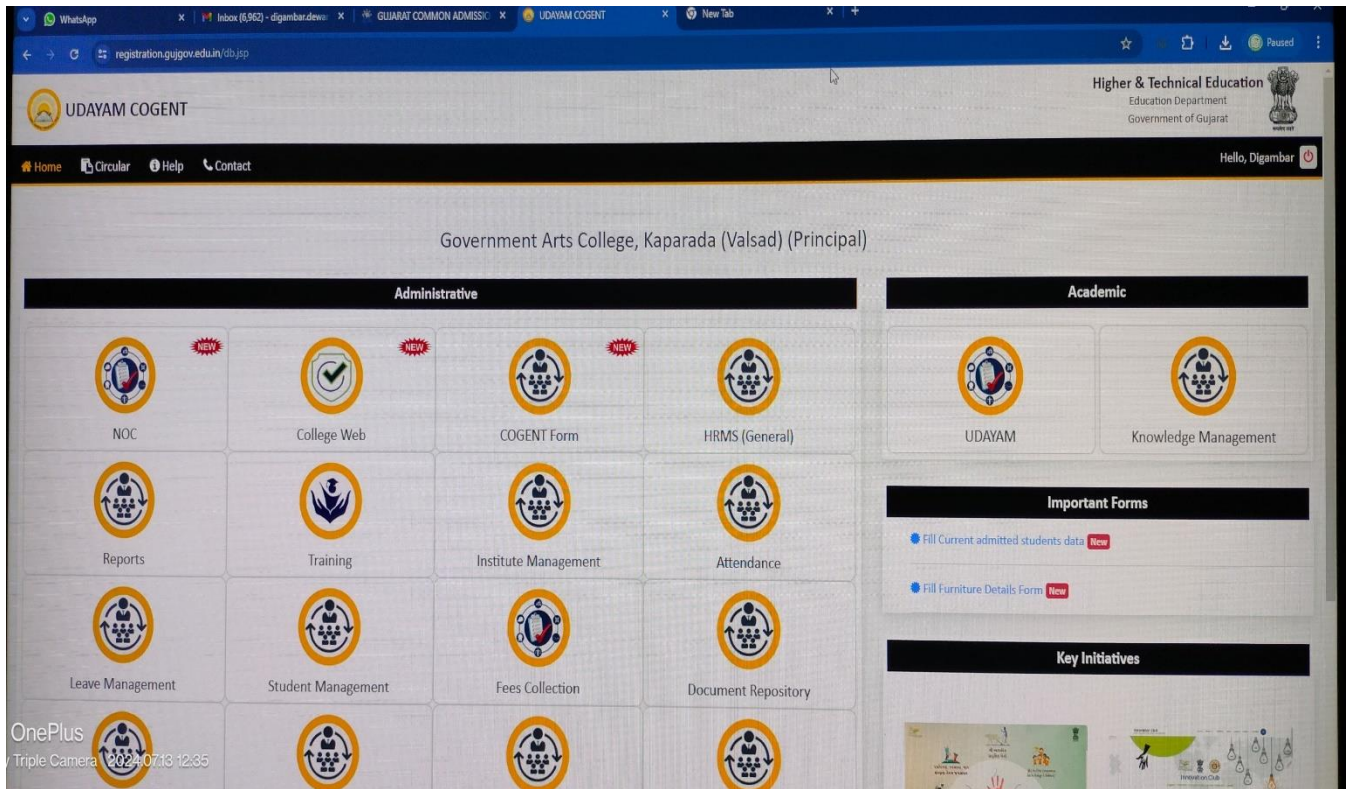 WhatsApp
Inbox (6,962) - digambar.dewa
GUJARAT COMMON ADMISSIO
UDAYAM COGENT
New Tab
registration.gujgov.edu.in/db.jsp
Paused
UDAYAM COGENT
Higher & Technical Education
Education Department
Government of Gujarat
Home Circular Help Contact
Hello, Digambar
Government Arts College, Kaparada (Valsad) (Principal)
Administrative
NEW NEW NEW
NOC College Web COGENT Form HRMS (General)
Reports Training Institute Management Attendance
Leave Management Student Management Fees Collection Document Repository
Academic
UDAYAM Knowledge Management
Important Forms
Fill Current admitted students data New
Fill Furniture Details Form New
Key Initiatives
Innovation Club
OnePlus
Triple Camera 2024.07.13 12:35